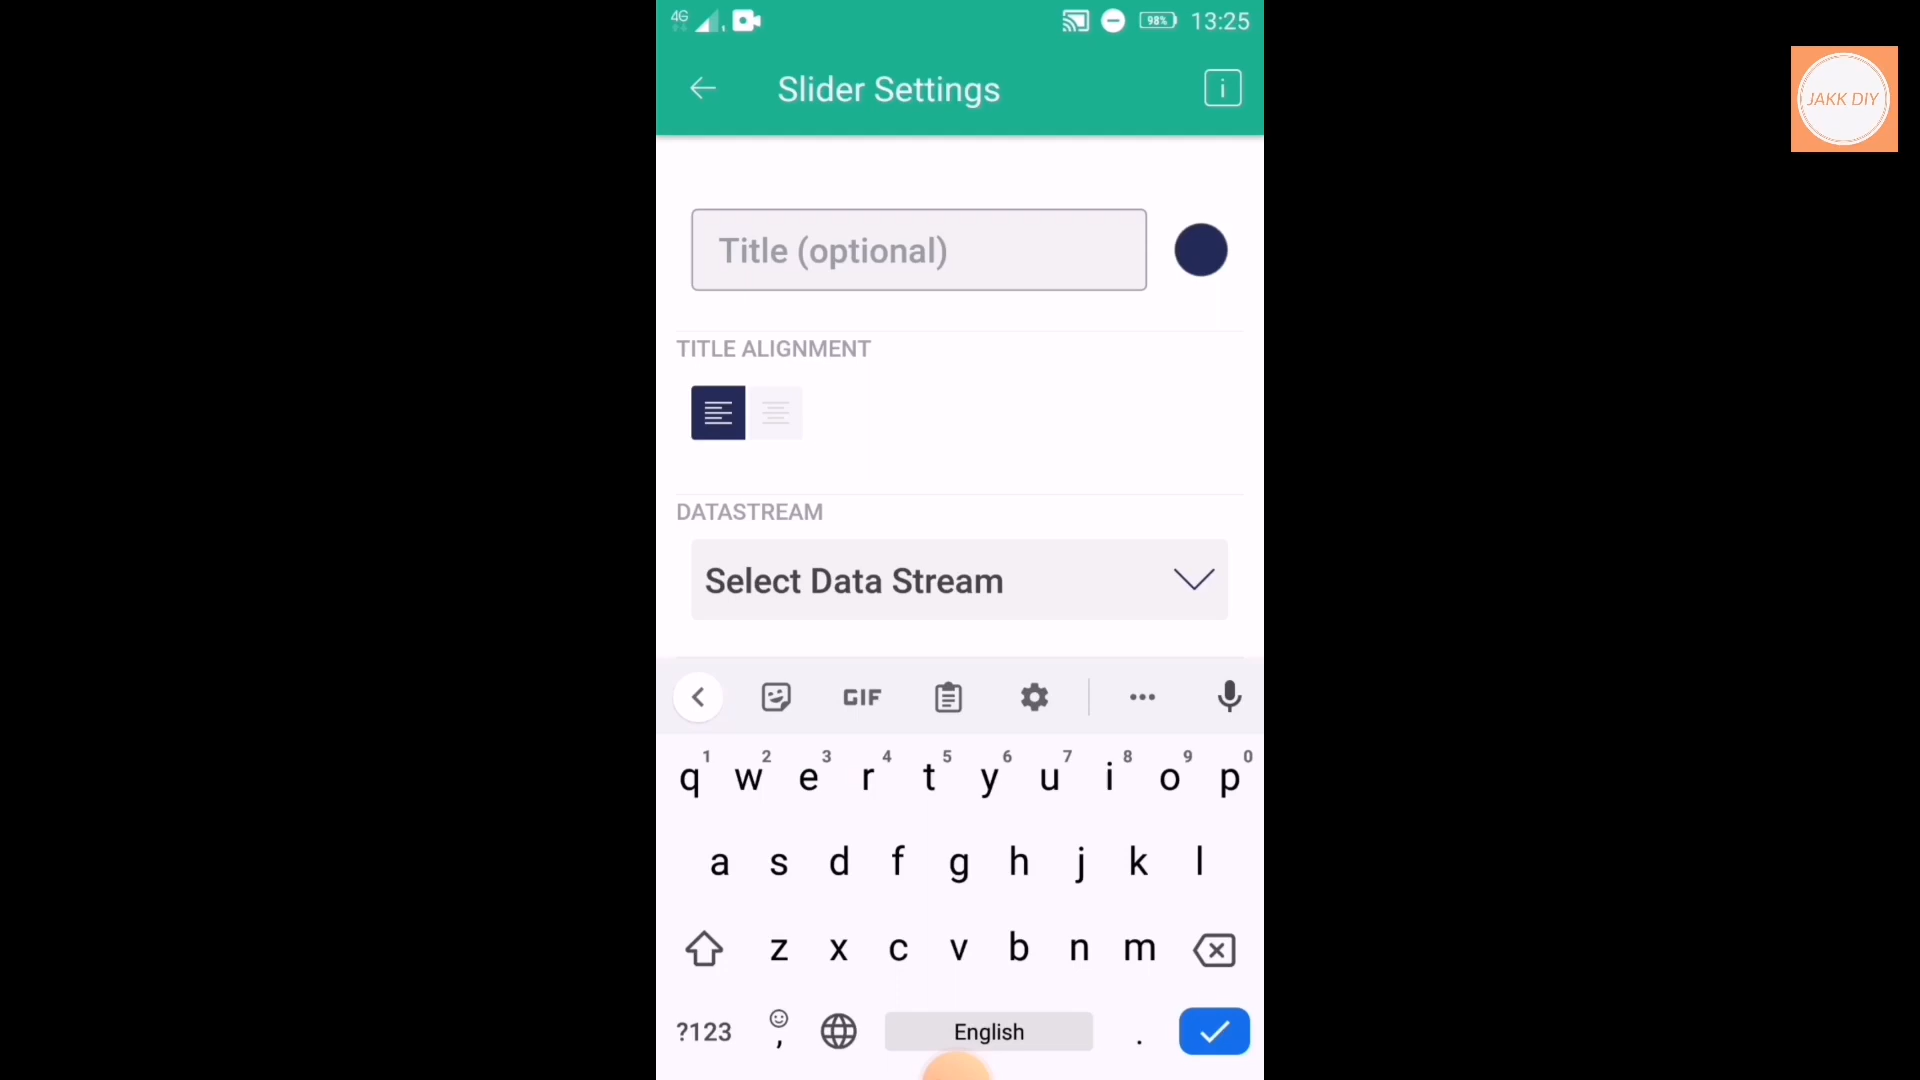 4G
98%
13:25
Slider Settings
i
JAKK DIY
Title (optional)
TITLE ALIGNMENT
DATASTREAM
Select Data Stream
GIF
1 2 3 4 5 6 7 8 9 0
q w e r t y u i o p
a s d f g h j k l
z x c v b n m
?123 , English .